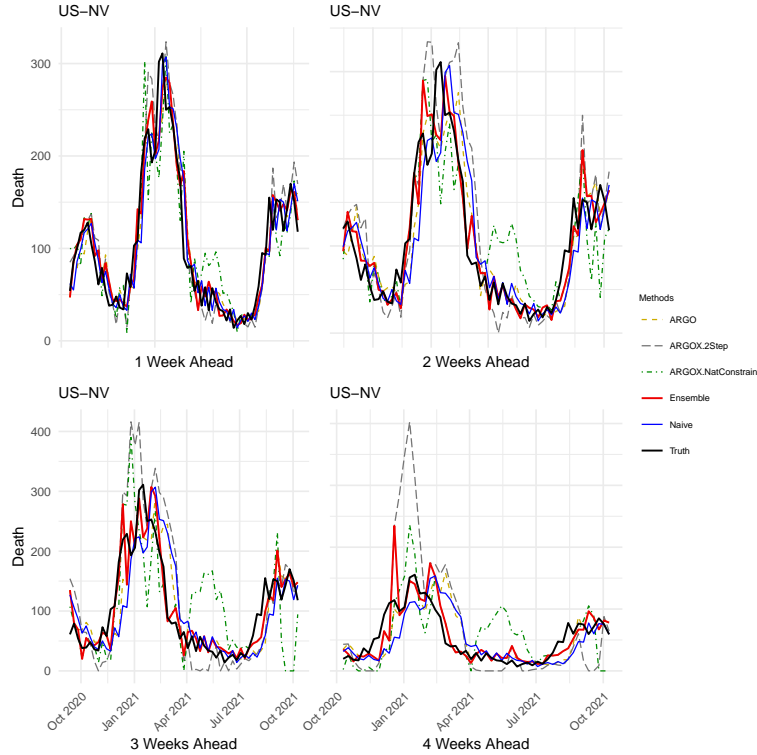 US−NV
US−NV
Death
300
200
100
0
1 Week Ahead
2 Weeks Ahead
Methods
ARGO
ARGOX.2Step
ARGOX.NatConstrain
Ensemble
Naive
Truth
US−NV
US−NV
Death
400
300
200
100
0
Oct 2020
Jan 2021
Apr 2021
Jul 2021
Oct 2021
Oct 2020
Jan 2021
Apr 2021
Jul 2021
Oct 2021
3 Weeks Ahead
4 Weeks Ahead